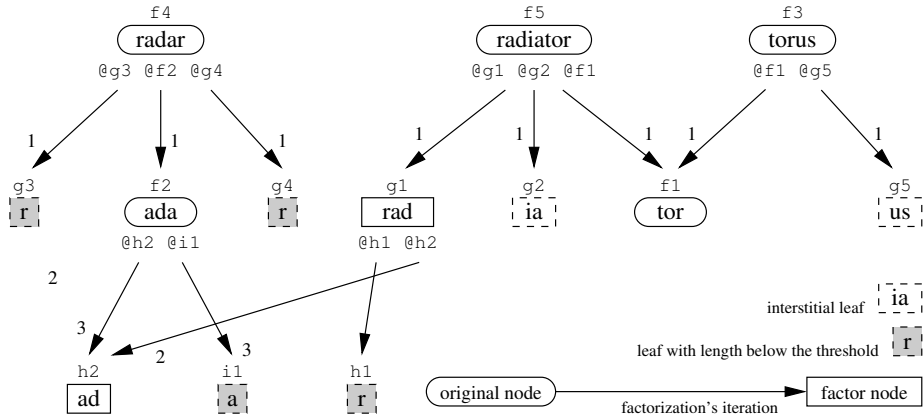 f4 f5 f3
radar radiator torus
@g3 @f2 @g4 @g1 @g2 @f1 @f1 @g5
1 1 1 1 1 1 1 1
g3 f2 g4 g1 g2 f1 g5
r ada r rad ia tor us
@h2 @i1 @h1 @h2
2
ia
interstitial leaf
3 2 3
r
leaf with length below the threshold
h2 i1 h1
ad a r original node factor node
factorization's iteration